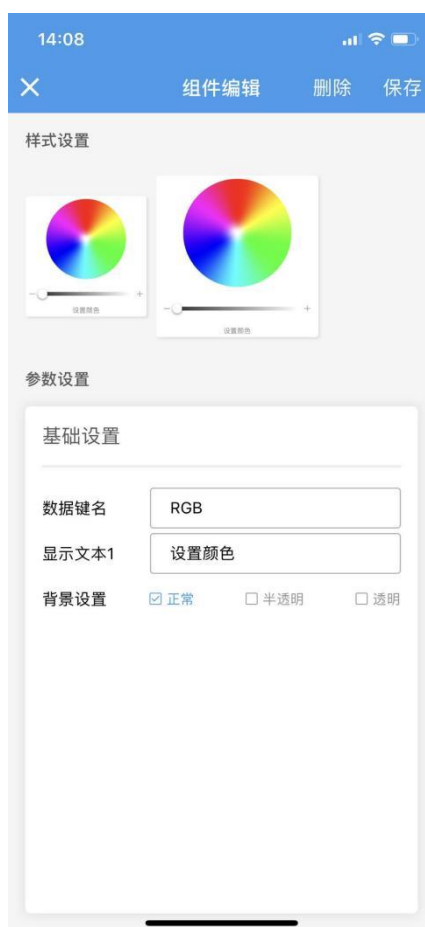 14:08
组件编辑 删除 保存
样式设置
- +
设置颜色
- +
设置颜色
参数设置
基础设置
数据键名 RGB
显示文本1 设置颜色
背景设置 正常 半透明 透明